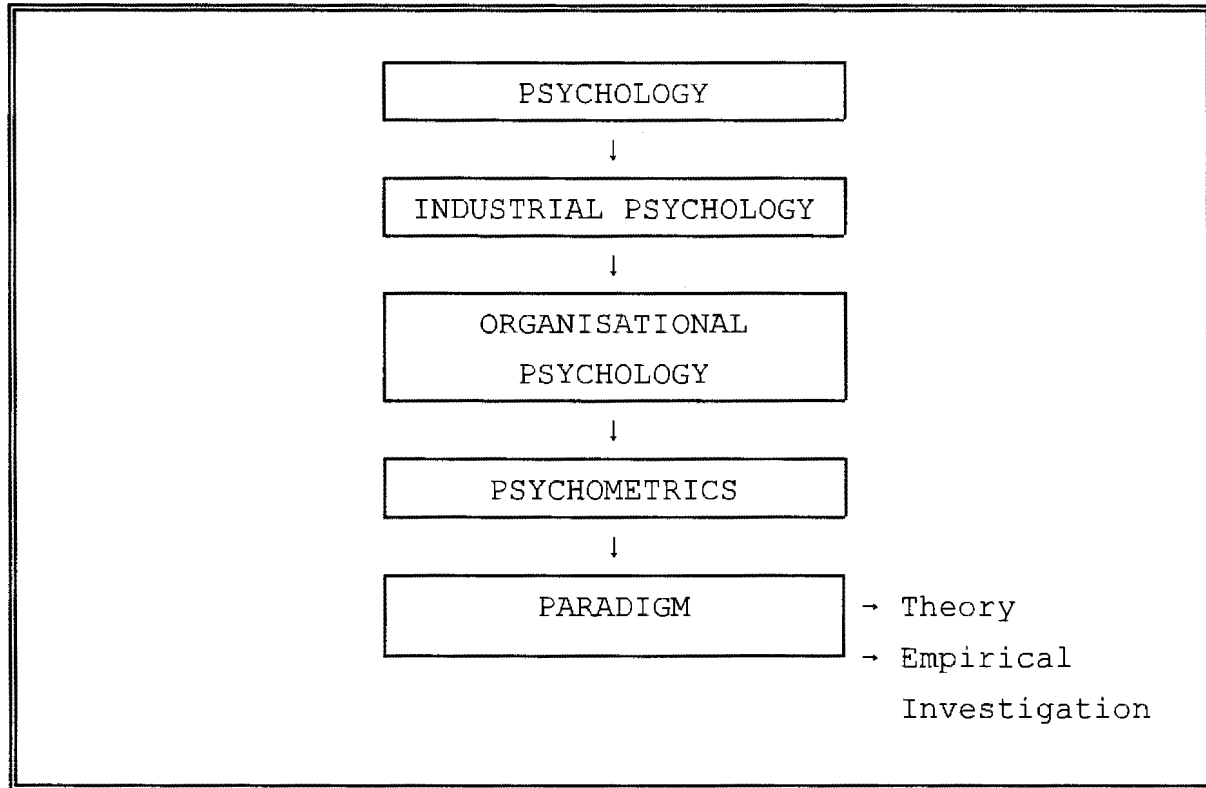 PSYCHOLOGY
↓
INDUSTRIAL PSYCHOLOGY
↓
ORGANISATIONAL
PSYCHOLOGY
↓
PSYCHOMETRICS
↓
PARADIGM
→ Theory
→ Empirical
Investigation